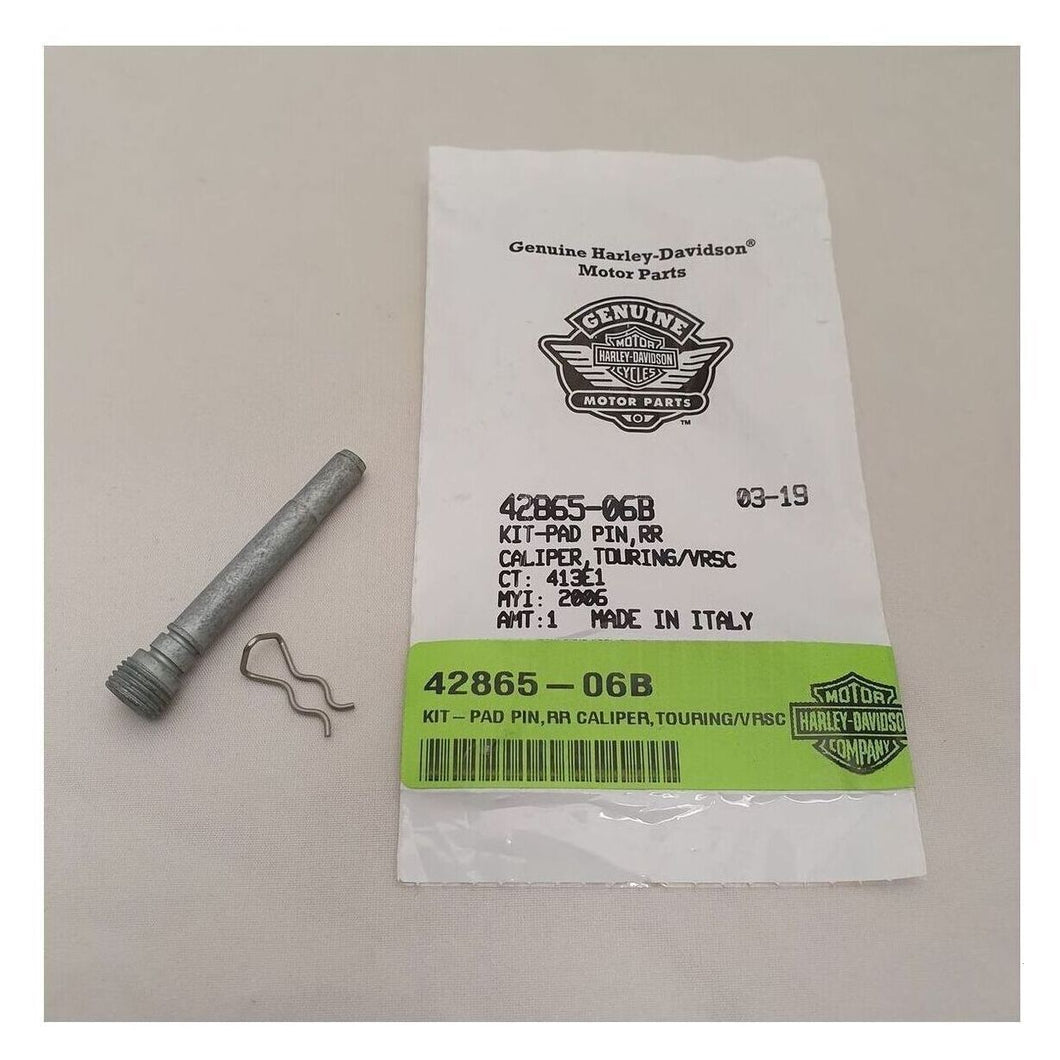 Genuine Harley-Davidson®
Motor Parts
GENUINE
MOTOR
HARLEY-DAVIDSON
CYCLES
MOTOR PARTS
™
42865-06B 03-19
KIT-PAD PIN,RR
CALIPER,TOURING/VRSC
CT: 413E1
MYI: 2006
AMT:1 MADE IN ITALY
42865-06B
KIT-PAD PIN,RR CALIPER,TOURING/VRSC
MOTOR
HARLEY-DAVIDSO
COMPANY